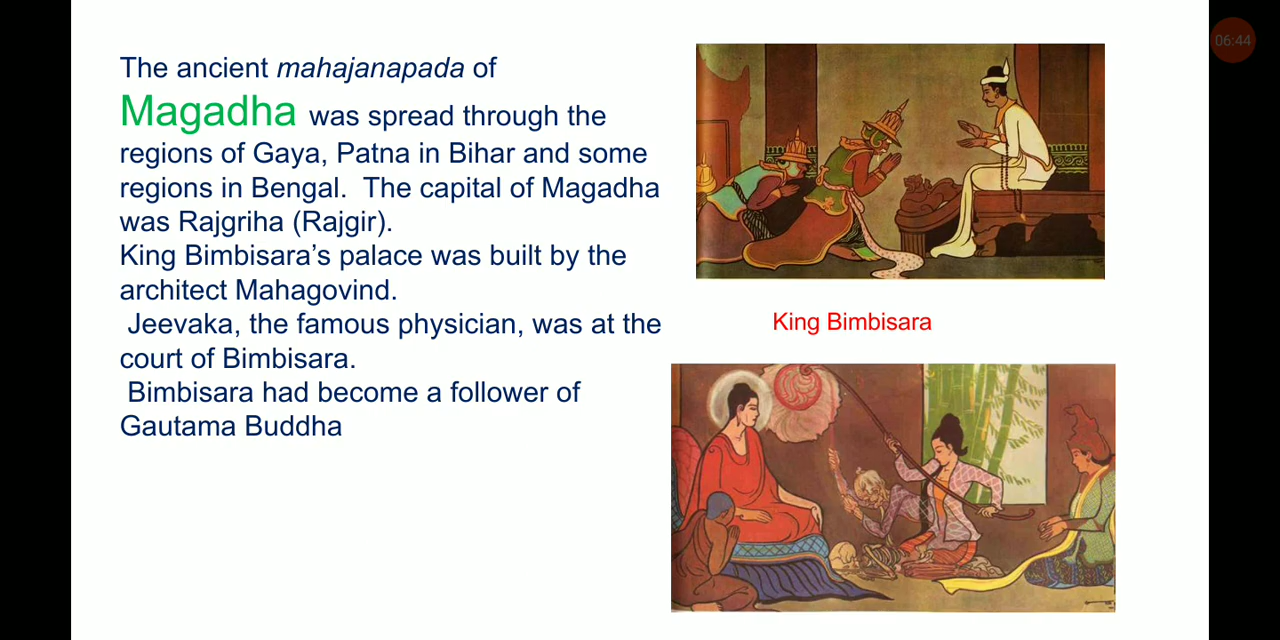 The ancient mahajanapada of
Magadha was spread through the
regions of Gaya, Patna in Bihar and some
regions in Bengal.  The capital of Magadha
was Rajgriha (Rajgir).
King Bimbisara’s palace was built by the
architect Mahagovind.
Jeevaka, the famous physician, was at the
court of Bimbisara.
Bimbisara had become a follower of
Gautama Buddha
06:44
King Bimbisara